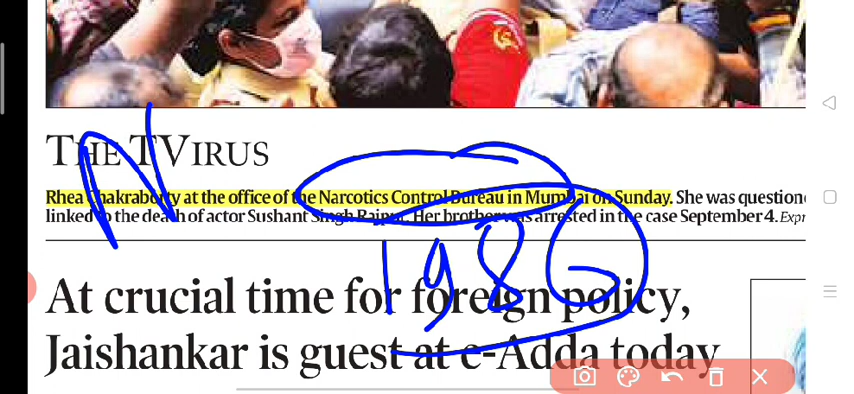 THE TVIRUS
Rhea Chakraborty at the office of the Narcotics Control Bureau in Mumbai on Sunday. She was question
linked to the death of actor Sushant Singh Rajput. Her brother was arrested in the case September 4. Expr
N
1986
At crucial time for foreign policy,
Jaishankar is guest at e-Adda today